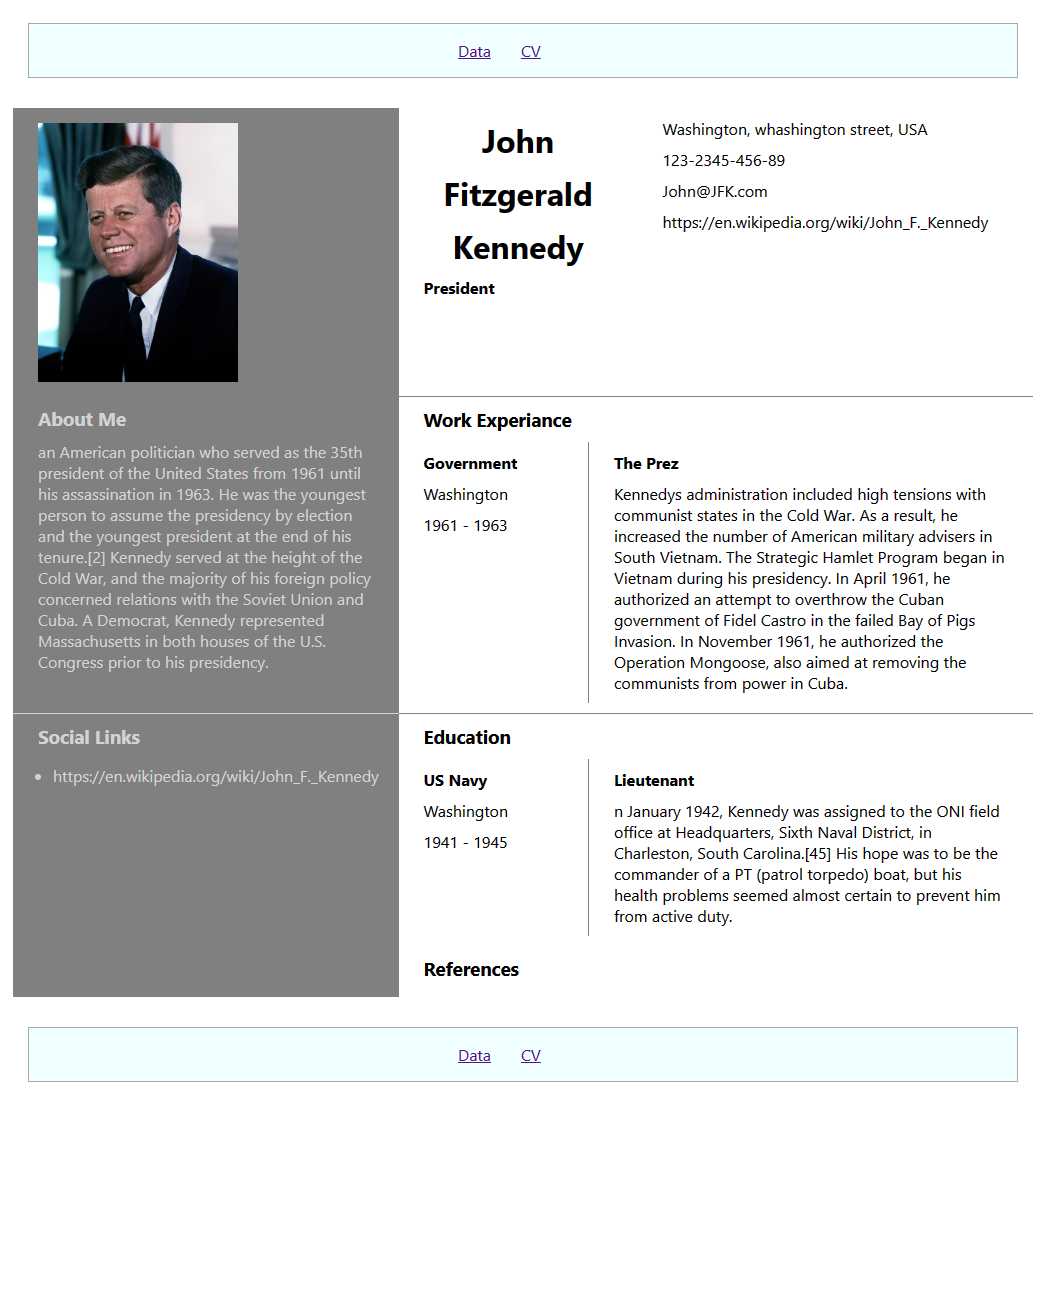 Data CV
John
Fitzgerald
Kennedy
President
Washington, whashington street, USA
123-2345-456-89
John@JFK.com
https://en.wikipedia.org/wiki/John_F._Kennedy
About Me
an American politician who served as the 35th
president of the United States from 1961 until
his assassination in 1963. He was the youngest
person to assume the presidency by election
and the youngest president at the end of his
tenure.[2] Kennedy served at the height of the
Cold War, and the majority of his foreign policy
concerned relations with the Soviet Union and
Cuba. A Democrat, Kennedy represented
Massachusetts in both houses of the U.S.
Congress prior to his presidency.
Social Links
https://en.wikipedia.org/wiki/John_F._Kennedy
Work Experiance
Government
Washington
1961 - 1963
The Prez
Kennedys administration included high tensions with
communist states in the Cold War. As a result, he
increased the number of American military advisers in
South Vietnam. The Strategic Hamlet Program began in
Vietnam during his presidency. In April 1961, he
authorized an attempt to overthrow the Cuban
government of Fidel Castro in the failed Bay of Pigs
Invasion. In November 1961, he authorized the
Operation Mongoose, also aimed at removing the
communists from power in Cuba.
Education
US Navy
Washington
1941 - 1945
Lieutenant
n January 1942, Kennedy was assigned to the ONI field
office at Headquarters, Sixth Naval District, in
Charleston, South Carolina.[45] His hope was to be the
commander of a PT (patrol torpedo) boat, but his
health problems seemed almost certain to prevent him
from active duty.
References
Data CV